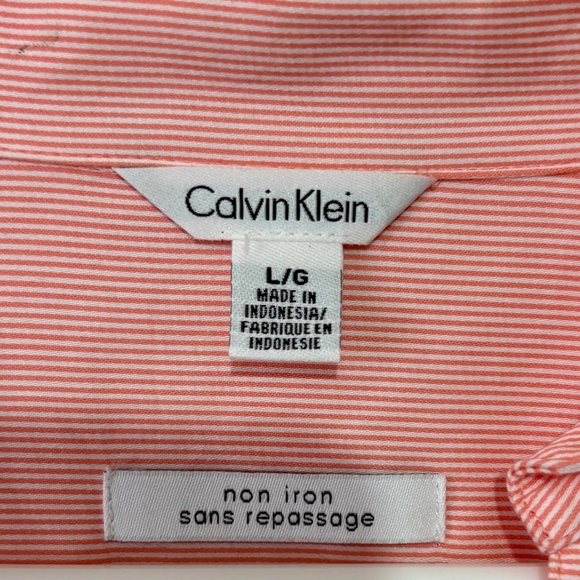 Calvin Klein
L/G
MADE IN
INDONESIA/
FABRIQUE EN
INDONESIE
non iron
sans repassage